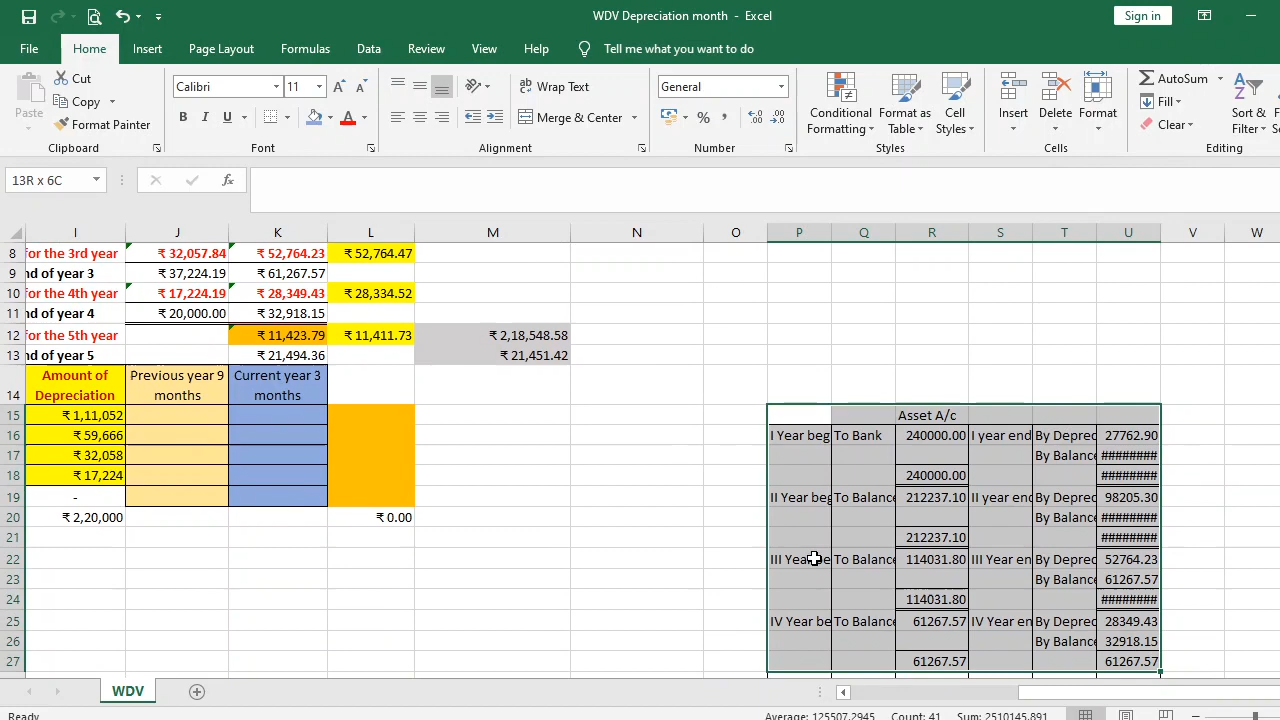 WDV Depreciation month - Excel
Sign in
File Home Insert Page Layout Formulas Data Review View Help Tell me what you want to do
Paste
Cut
Copy
Format Painter
Clipboard
Calibri 11
B I U
Font
Wrap Text
Merge & Center
Alignment
General
Number
Conditional Formatting
Format as Table
Cell Styles
Styles
Insert
Delete
Format
Cells
AutoSum
Fill
Clear
Sort & Filter
Editing
13R x 6C
fx
I J K L M N O P Q R S T U V W
8 for the 3rd year ₹ 32,057.84 ₹ 52,764.23 ₹ 52,764.47
9 nd of year 3 ₹ 37,224.19 ₹ 61,267.57
10 for the 4th year ₹ 17,224.19 ₹ 28,349.43 ₹ 28,334.52
11 nd of year 4 ₹ 20,000.00 ₹ 32,918.15
12 for the 5th year ₹ 11,423.79 ₹ 11,411.73 ₹ 2,18,548.58
13 nd of year 5 ₹ 21,494.36 ₹ 21,451.42
14 Amount of Depreciation Previous year 9 months Current year 3 months
15 ₹ 1,11,052 Asset A/c
16 ₹ 59,666 I Year beg To Bank 240000.00 I year end By Deprec 27762.90
17 ₹ 32,058 By Balance ########
18 ₹ 17,224 240000.00 ########
19 - II Year beg To Balance 212237.10 II year end By Deprec 98205.30
20 ₹ 2,20,000 ₹ 0.00 By Balance ########
21 212237.10 ########
22 III Year be To Balance 114031.80 III Year en By Deprec 52764.23
23 By Balance 61267.57
24 114031.80 ########
25 IV Year be To Balance 61267.57 IV Year en By Deprec 28349.43
26 By Balance 32918.15
27 61267.57 61267.57
WDV
Ready
Average: 125507.2945 Count: 41 Sum: 2510145.891